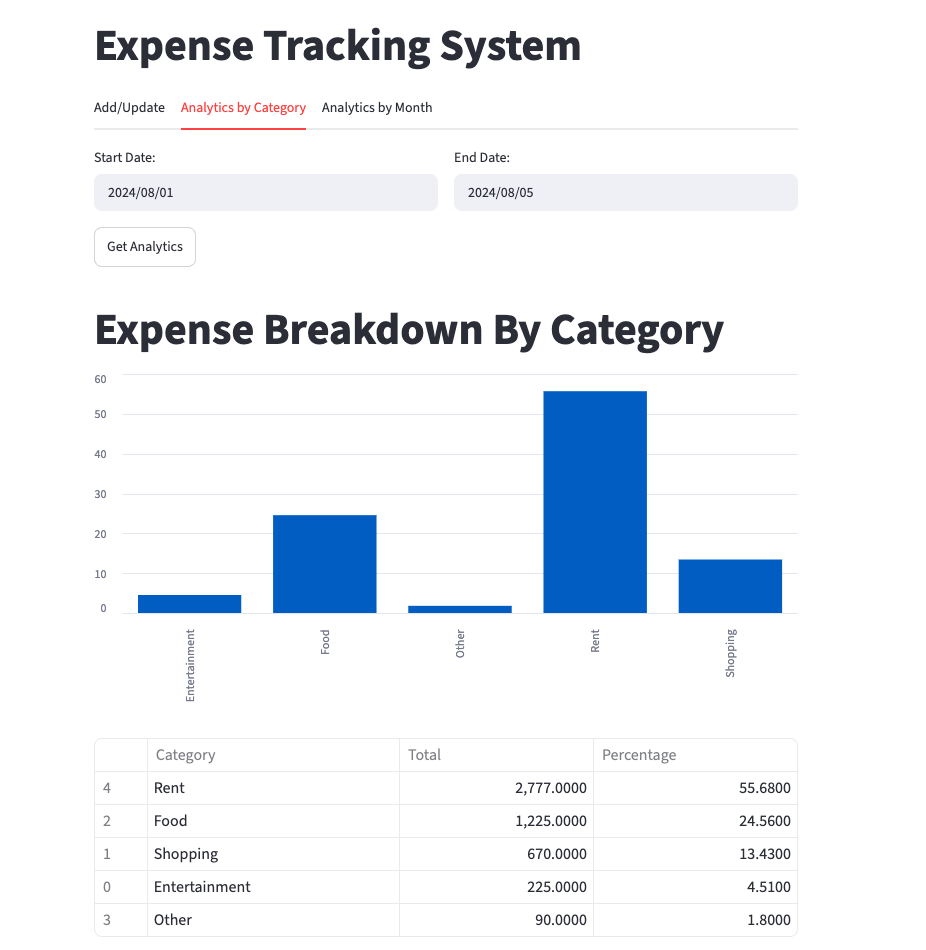 Expense Tracking System
Add/Update Analytics by Category Analytics by Month
Start Date: End Date:
2024/08/01 2024/08/05
Get Analytics
Expense Breakdown By Category
60
50
40
30
20
10
0
Entertainment Food Other Rent Shopping
Category Total Percentage
4 Rent 2,777.0000 55.6800
2 Food 1,225.0000 24.5600
1 Shopping 670.0000 13.4300
0 Entertainment 225.0000 4.5100
3 Other 90.0000 1.8000